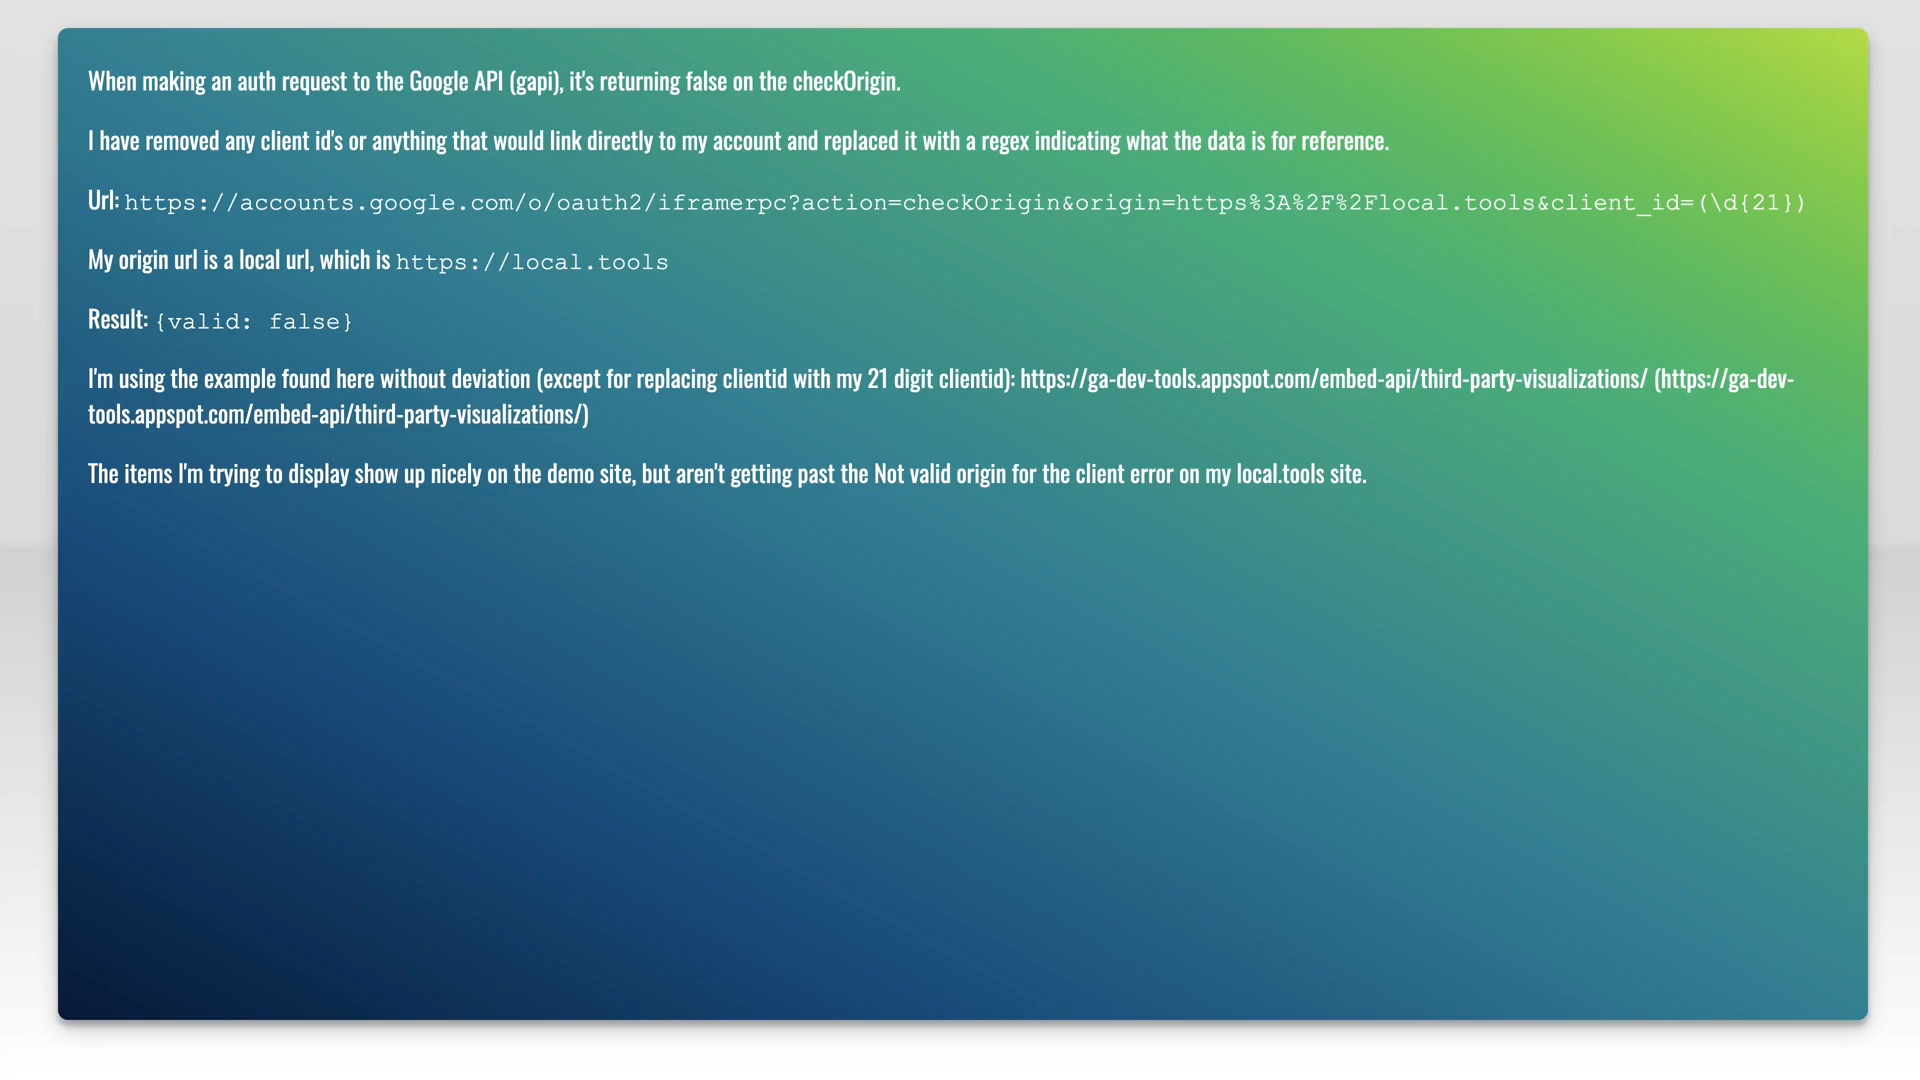 When making an auth request to the Google API (gapi), it's returning false on the checkOrigin.
I have removed any client id's or anything that would link directly to my account and replaced it with a regex indicating what the data is for reference.
Url: https://accounts.google.com/o/oauth2/iframerpc?action=checkOrigin&origin=https%3A%2F%2Flocal.tools&client_id=(\d{21})
My origin url is a local url, which is https://local.tools
Result: {valid: false}
I'm using the example found here without deviation (except for replacing clientid with my 21 digit clientid): https://ga-dev-tools.appspot.com/embed-api/third-party-visualizations/ (https://ga-dev-
tools.appspot.com/embed-api/third-party-visualizations/)
The items I'm trying to display show up nicely on the demo site, but aren't getting past the Not valid origin for the client error on my local.tools site.